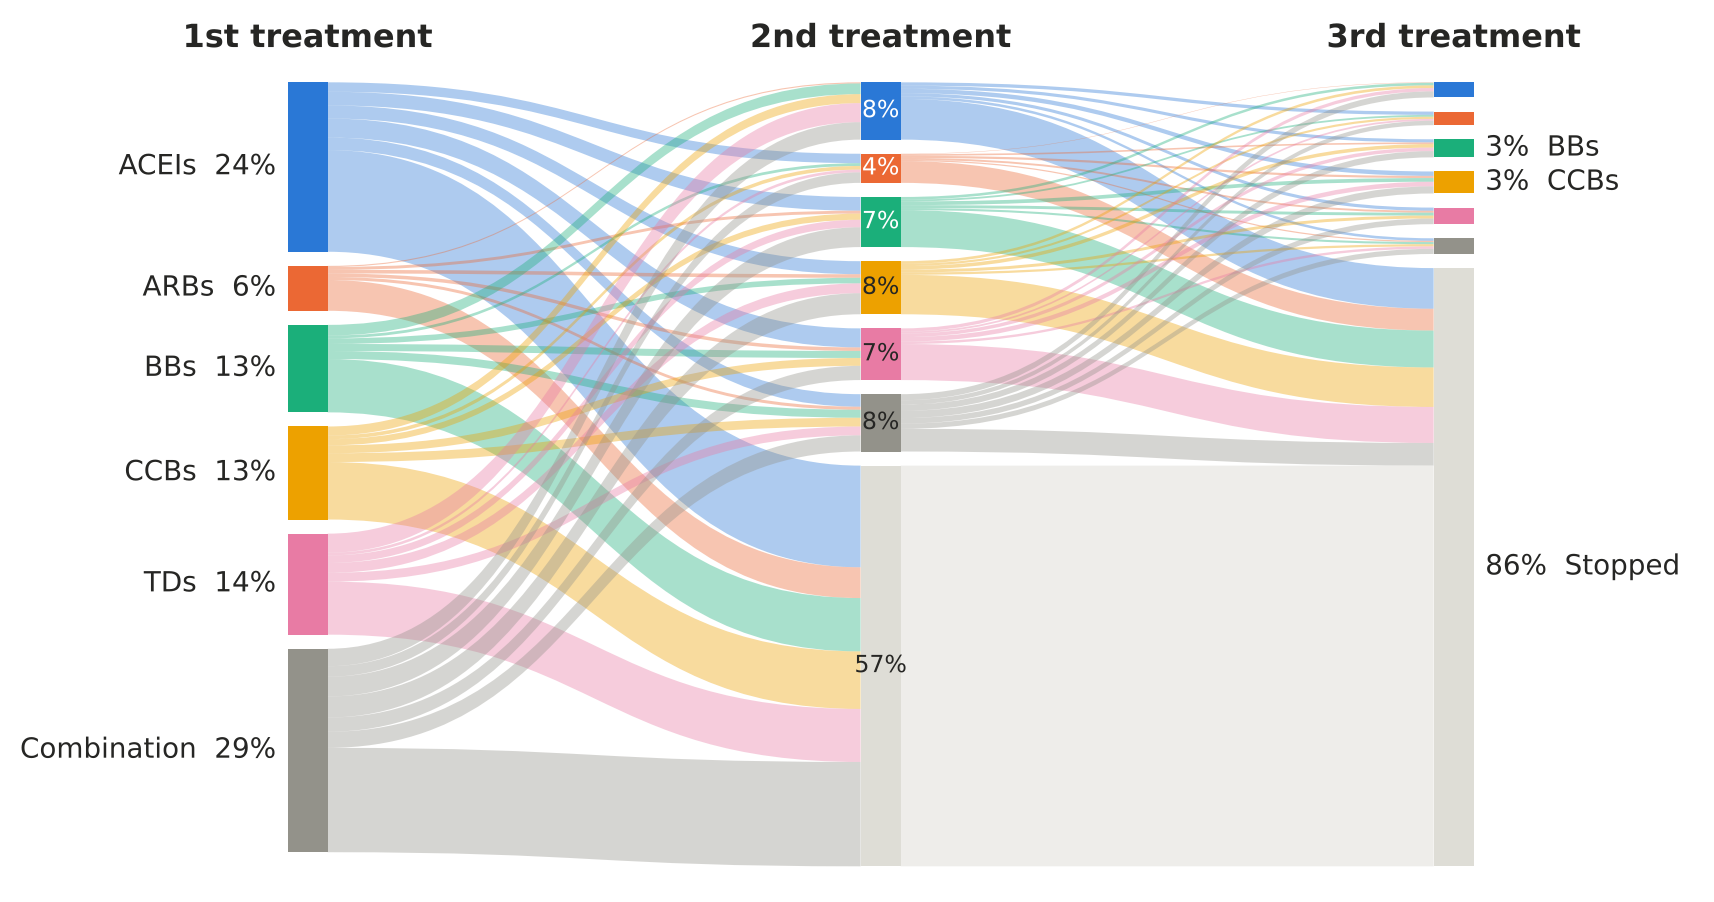 1st treatment
2nd treatment
3rd treatment
ACEIs 24%
ARBs 6%
BBs 13%
CCBs 13%
TDs 14%
Combination 29%
8%
4%
7%
8%
7%
8%
57%
3% BBs
3% CCBs
86% Stopped